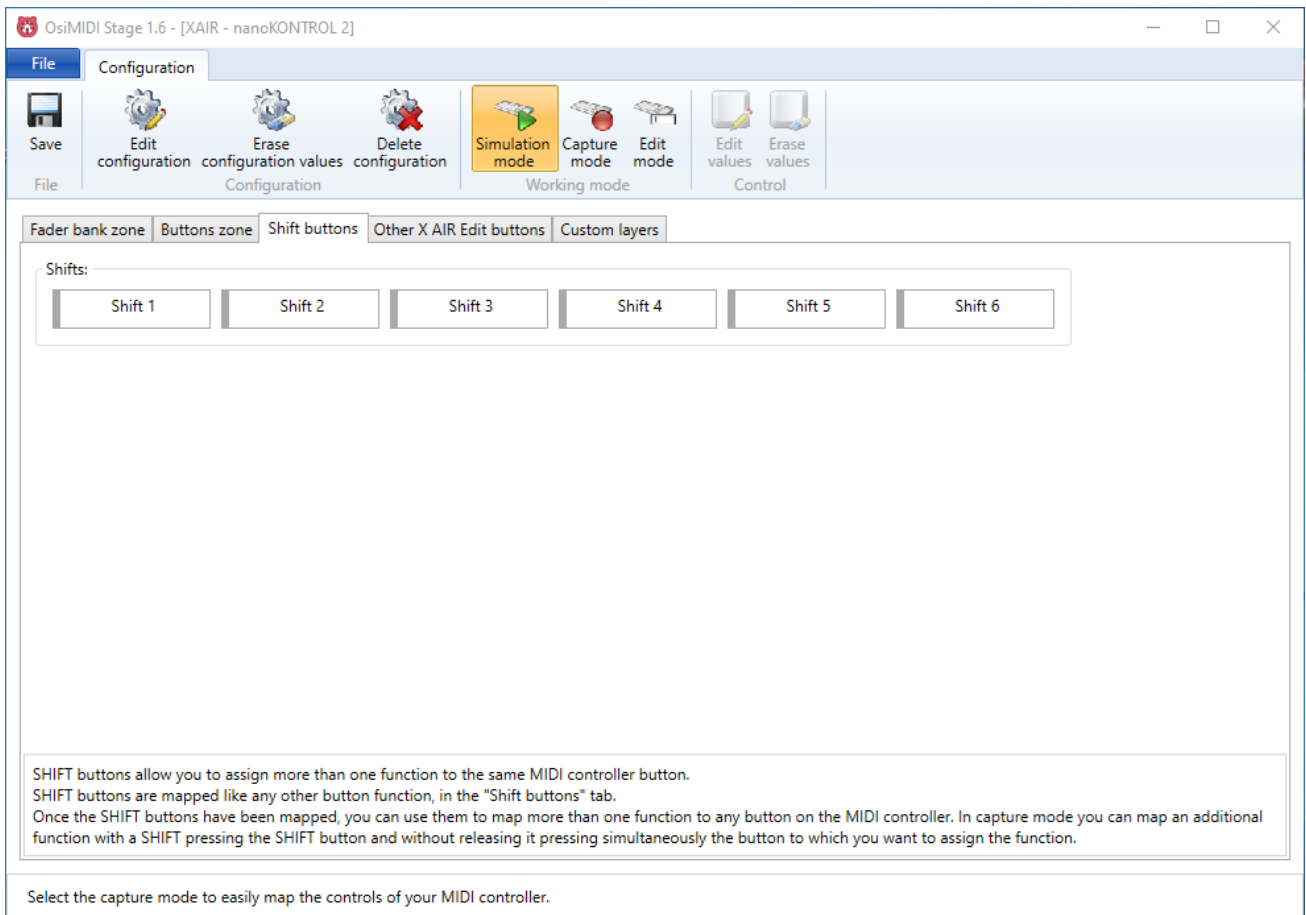 OsiMIDI Stage 1.6 - [XAIR - nanoKONTROL 2]
File
Configuration
Save
Edit
configuration
Erase
configuration values
Delete
configuration
Simulation
mode
Capture
mode
Edit
mode
Edit
values
Erase
values
File
Configuration
Working mode
Control
Fader bank zone
Buttons zone
Shift buttons
Other X AIR Edit buttons
Custom layers
Shifts:
Shift 1
Shift 2
Shift 3
Shift 4
Shift 5
Shift 6
SHIFT buttons allow you to assign more than one function to the same MIDI controller button.
SHIFT buttons are mapped like any other button function, in the "Shift buttons" tab.
Once the SHIFT buttons have been mapped, you can use them to map more than one function to any button on the MIDI controller. In capture mode you can map an additional
function with a SHIFT pressing the SHIFT button and without releasing it pressing simultaneously the button to which you want to assign the function.
Select the capture mode to easily map the controls of your MIDI controller.